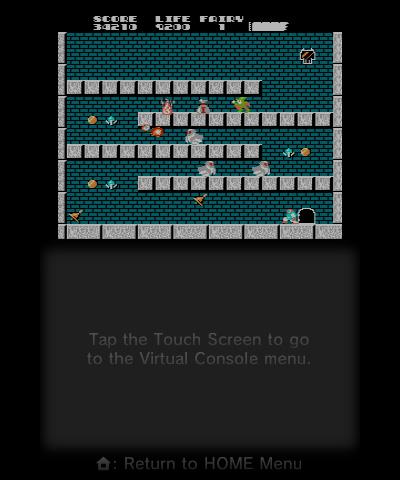 SCORE LIFE FAIRY
34210 9200 1
Tap the Touch Screen to go
to the Virtual Console menu.
: Return to HOME Menu